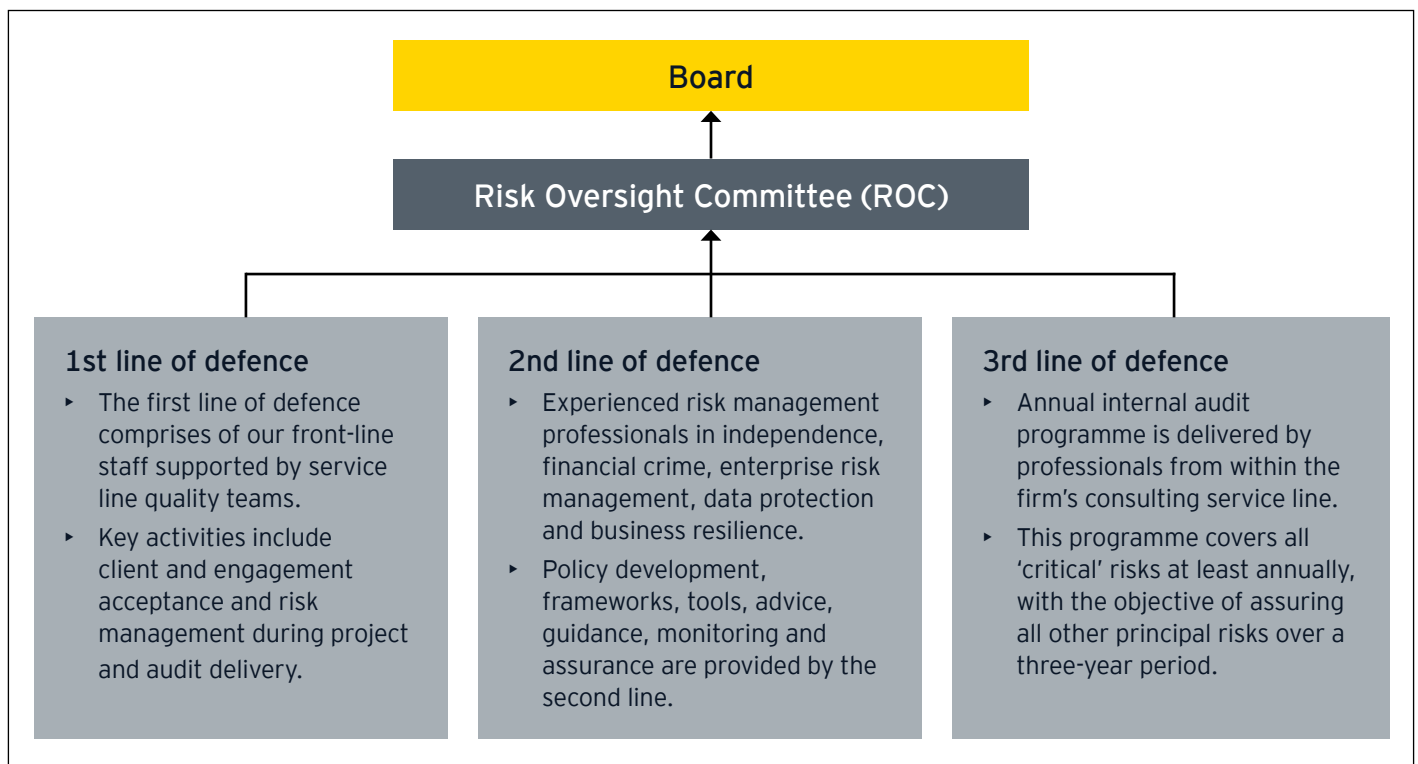 Board
Risk Oversight Committee (ROC)
1st line of defence
‣ The first line of defence
comprises of our front-line
staff supported by service
line quality teams.
‣ Key activities include
client and engagement
acceptance and risk
management during project
and audit delivery.
2nd line of defence
‣ Experienced risk management
professionals in independence,
financial crime, enterprise risk
management, data protection
and business resilience.
‣ Policy development,
frameworks, tools, advice,
guidance, monitoring and
assurance are provided by the
second line.
3rd line of defence
‣ Annual internal audit
programme is delivered by
professionals from within the
firm’s consulting service line.
‣ This programme covers all
‘critical’ risks at least annually,
with the objective of assuring
all other principal risks over a
three-year period.